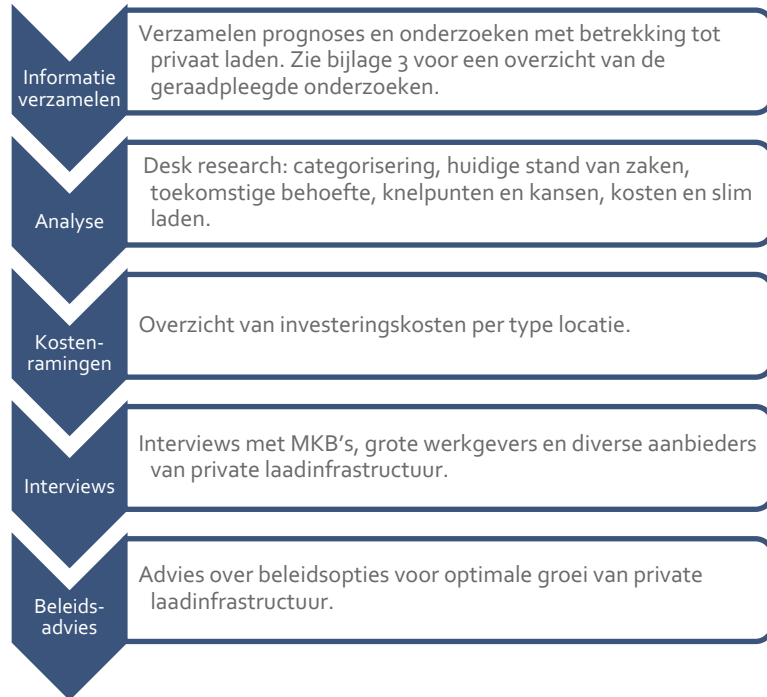 Informatie
verzamelen
Verzamelen prognoses en onderzoeken met betrekking tot
privaat laden. Zie bijlage 3 voor een overzicht van de
geraadpleegde onderzoeken.
Analyse
Desk research: categorisering, huidige stand van zaken,
toekomstige behoefte, knelpunten en kansen, kosten en slim
laden.
Kosten-
ramingen
Overzicht van investeringskosten per type locatie.
Interviews
Interviews met MKB's, grote werkgevers en diverse aanbieders
van private laadinfrastructuur.
Beleids-
advies
Advies over beleidsopties voor optimale groei van private
laadinfrastructuur.